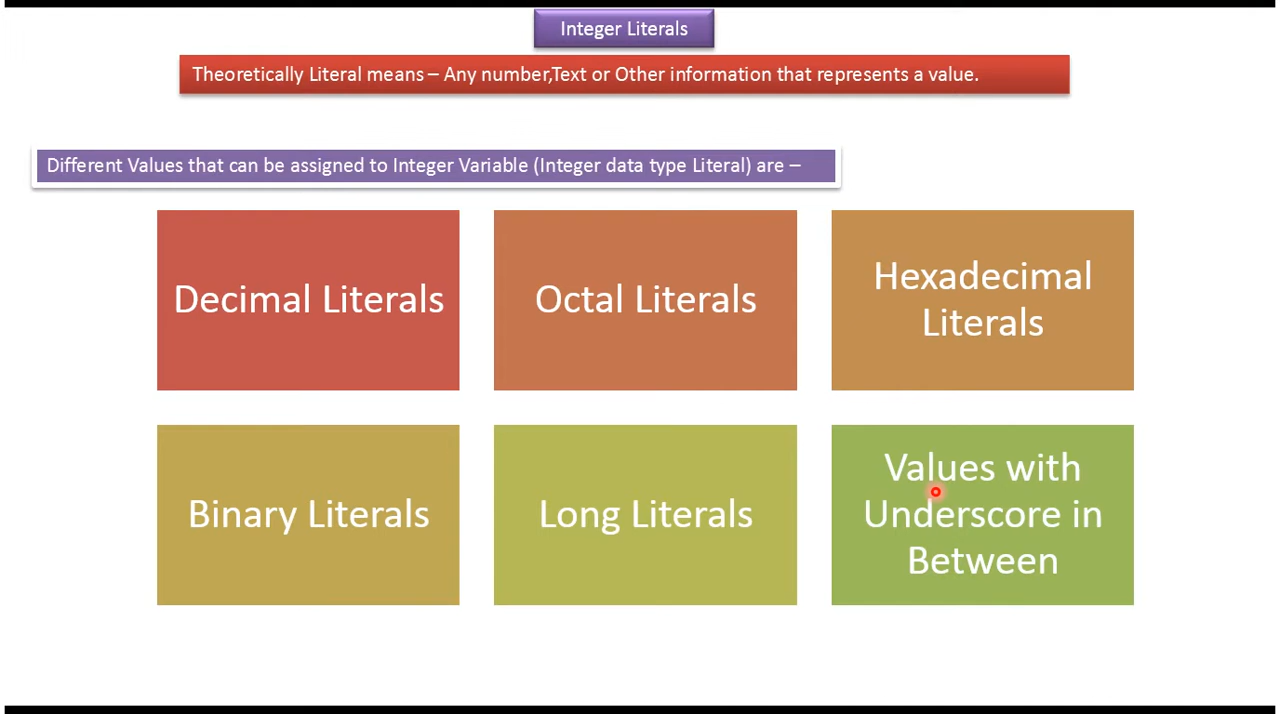 Integer Literals
Theoretically Literal means – Any number,Text or Other information that represents a value.
Different Values that can be assigned to Integer Variable (Integer data type Literal) are –
Decimal Literals
Octal Literals
Hexadecimal
Literals
Binary Literals
Long Literals
Values with
Underscore in
Between